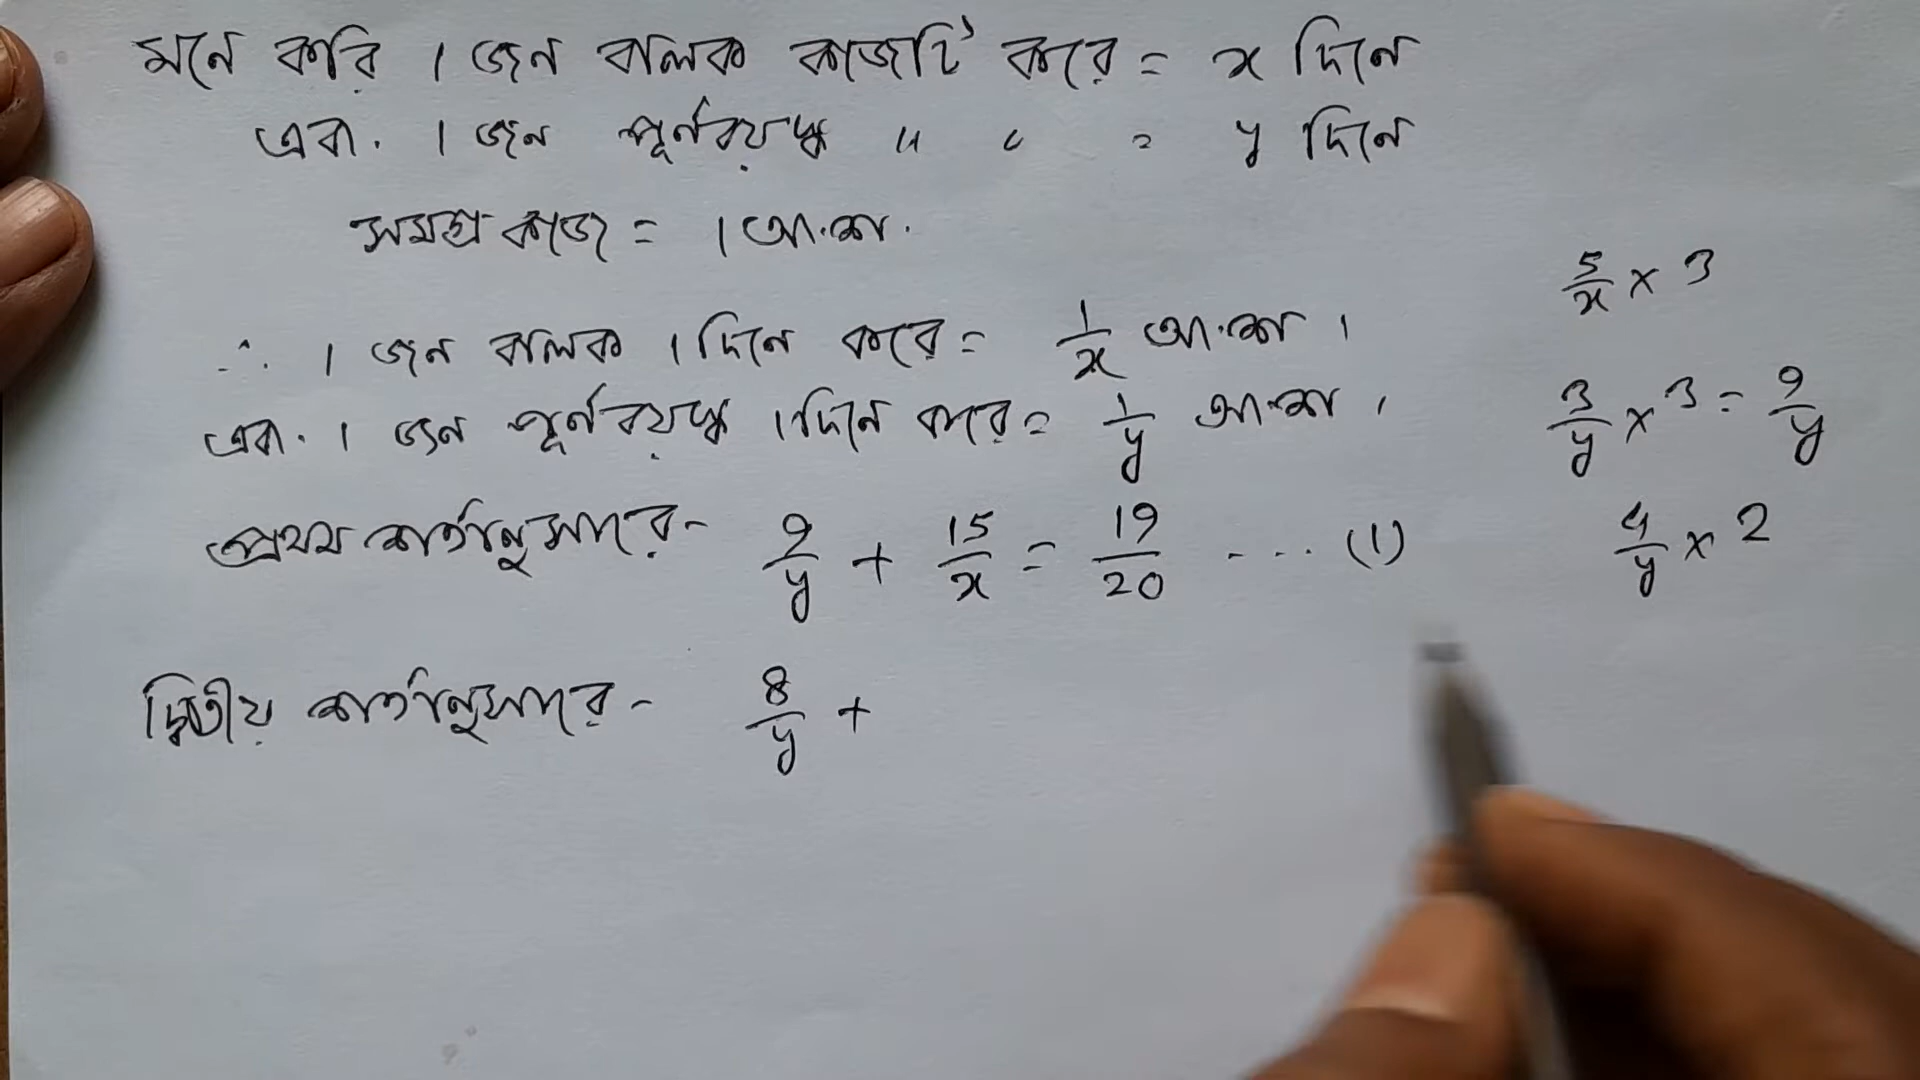 মনে করি 1 জন বালক কাজটি করে = x দিনে
এবং 1 জন পূর্ণবয়স্ক " " = y দিনে
সমগ্র কাজ = 1 অংশ.
∴ 1 জন বালক 1 দিনে করে = 1/x অংশ ।
এবং 1 জন পূর্ণবয়স্ক 1 দিনে করে = 1/y অংশ ।
প্রথম শর্তানুসারে- 9/y + 15/x = 19/20 ---- (1)
দ্বিতীয় শর্তানুসারে- 8/y +
5/x × 3
3/y × 3 = 9/y
4/y × 2